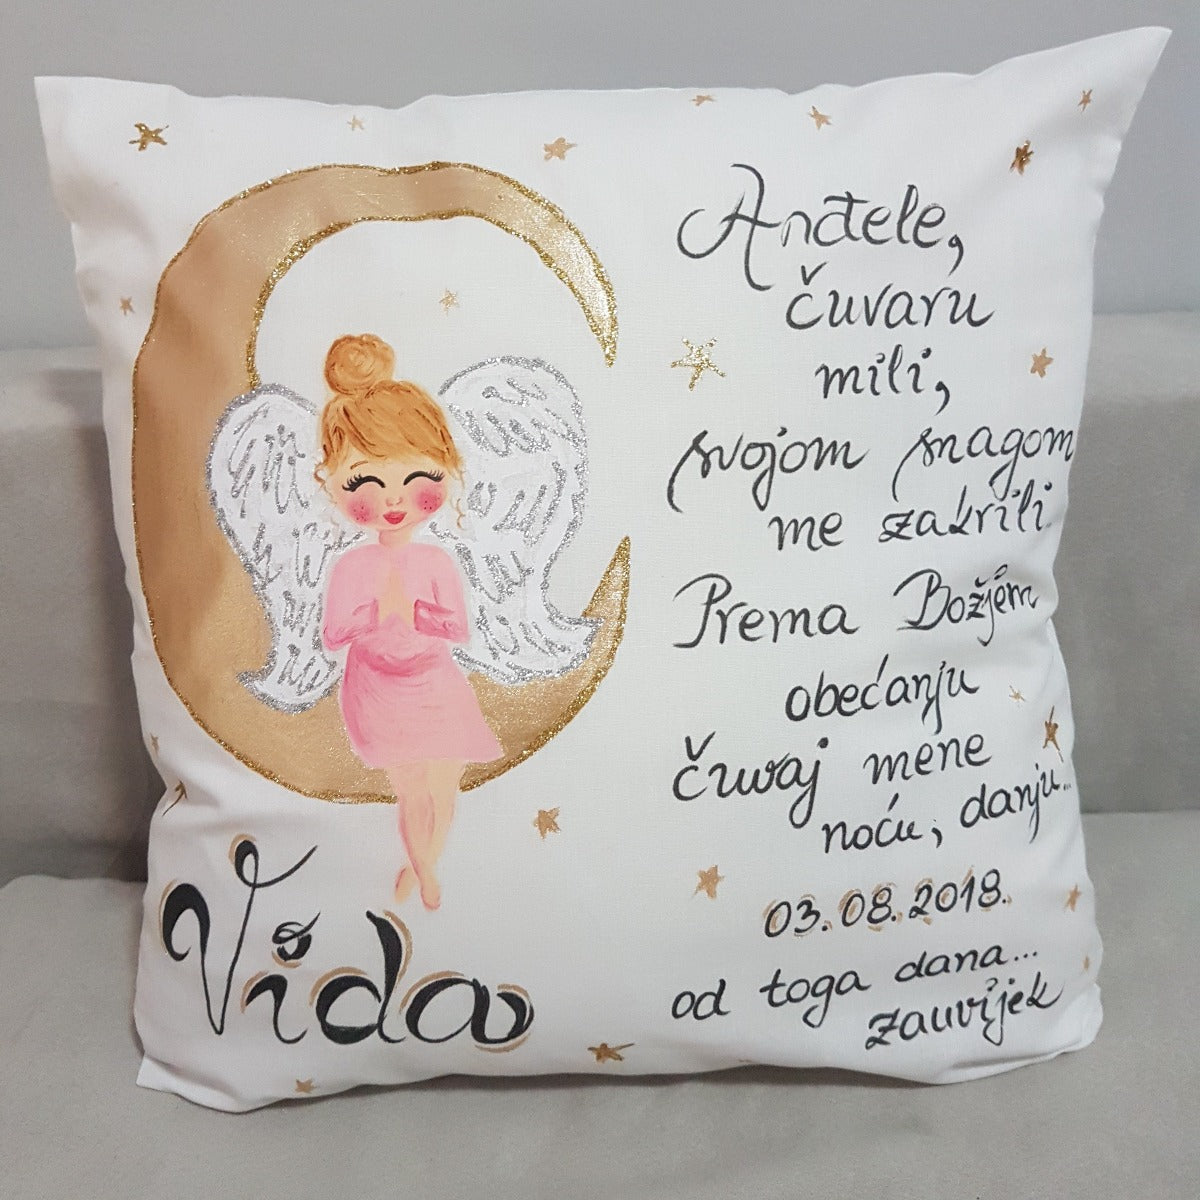 Anđele,
čuvaru
mili,
svojom snagom
me zakrili.
Prema Božjem
obećanju
čuvaj mene
noću, danju...
03.08.2018.
od toga dana...
zauvijek
Vida